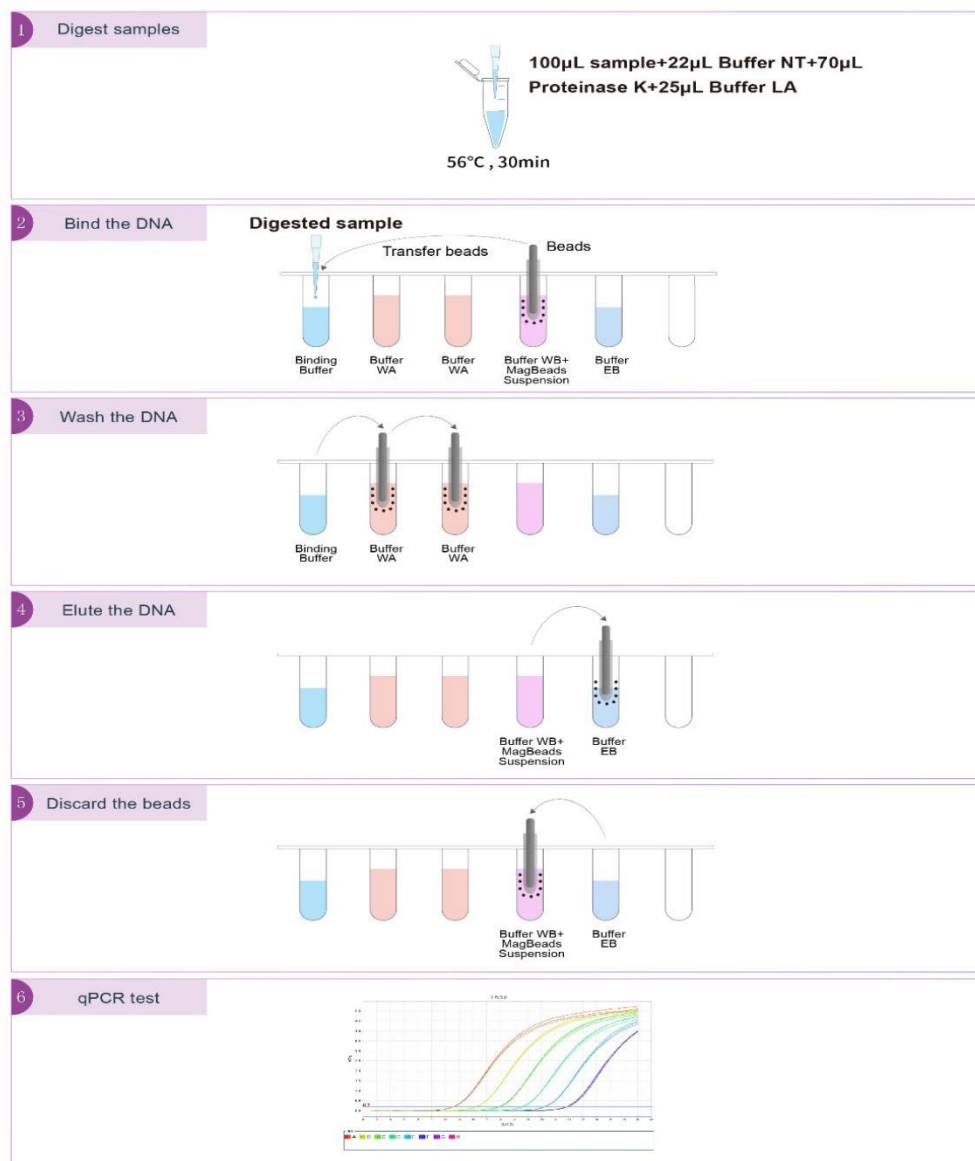 1 Digest samples
100μL sample+22μL Buffer NT+70μL
Proteinase K+25μL Buffer LA
56℃ , 30min
2 Bind the DNA
Digested sample
Transfer beads
Beads
Binding
Buffer
Buffer
WA
Buffer
WA
Buffer WB+
MagBeads
Suspension
Buffer
EB
3 Wash the DNA
Binding
Buffer
Buffer
WA
Buffer
WA
4 Elute the DNA
Buffer WB+
MagBeads
Suspension
Buffer
EB
5 Discard the beads
Buffer WB+
MagBeads
Suspension
Buffer
EB
6 qPCR test